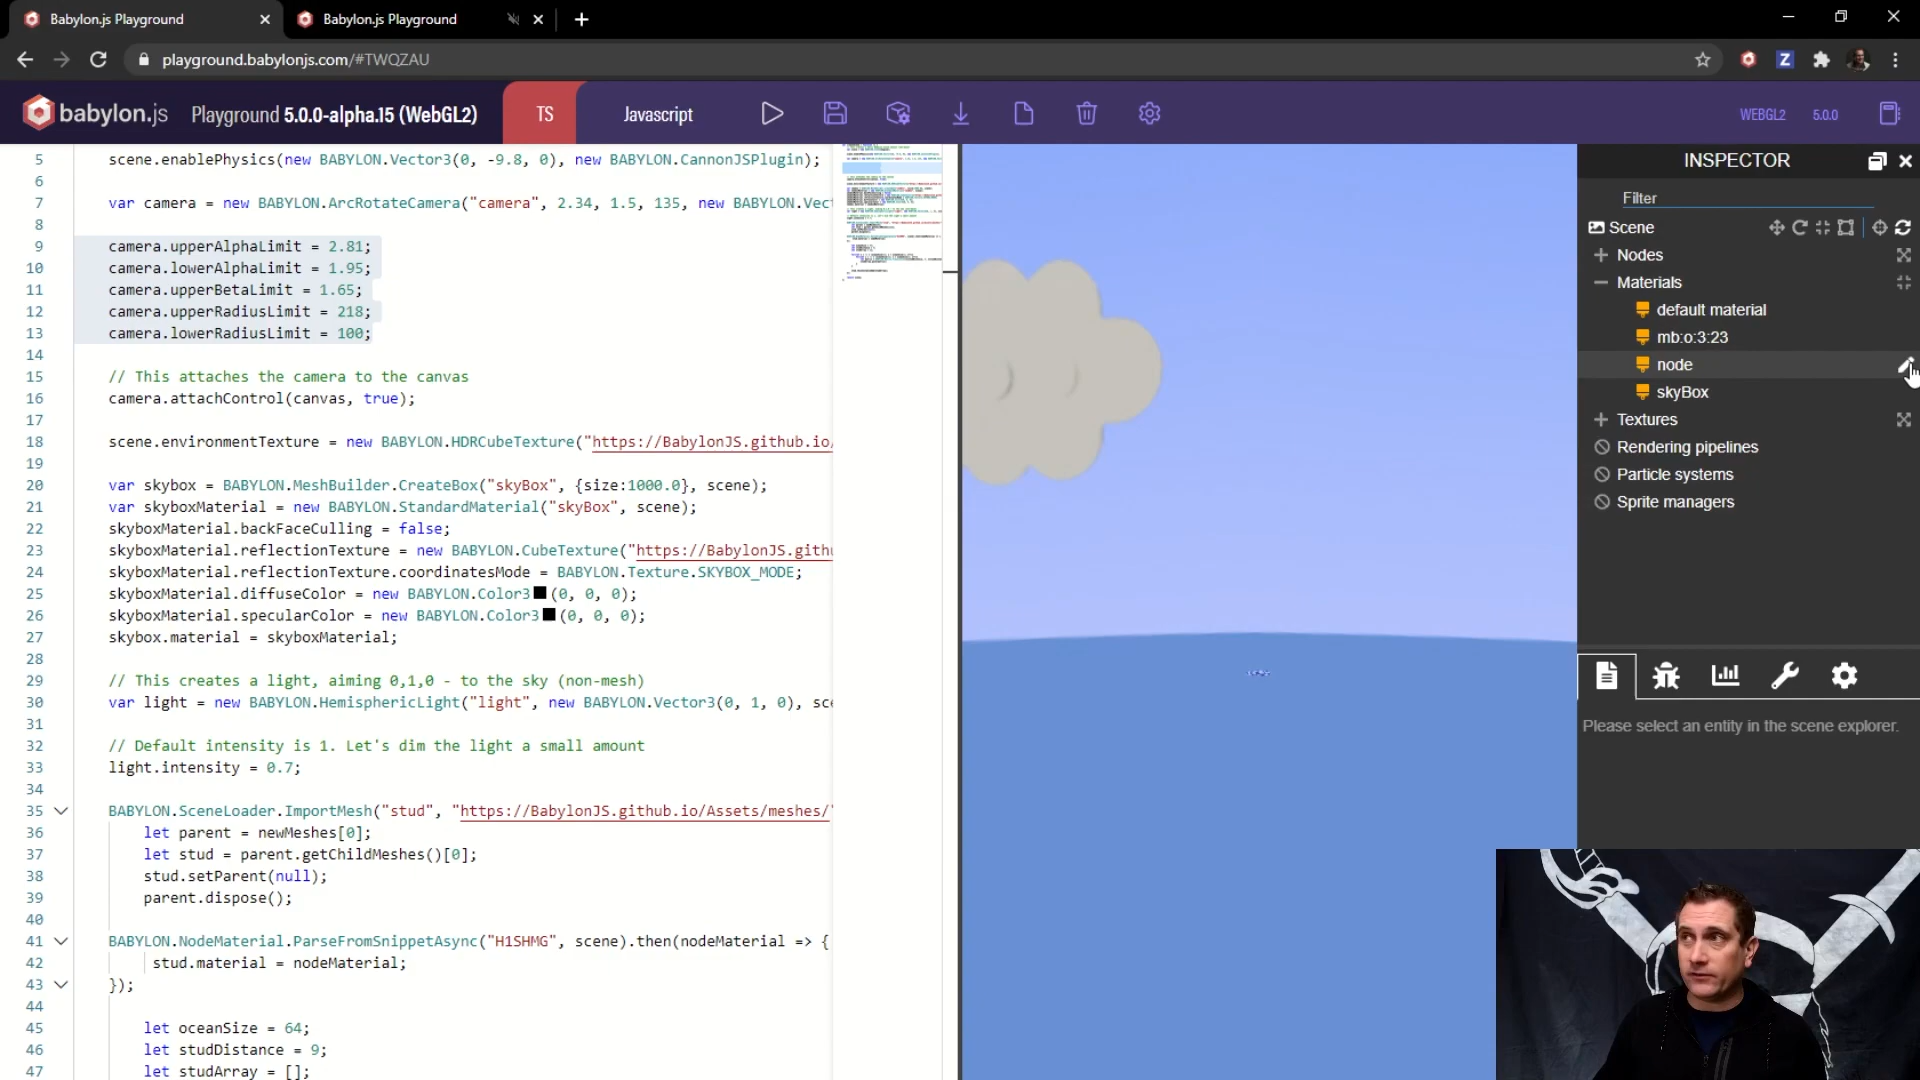 Babylon.js Playground
Babylon.js Playground
playground.babylonjs.com/#TWQZAU
babylon.js
Playground 5.0.0-alpha.15 (WebGL2)
TS
Javascript
WEBGL2
5.0.0
5 scene.enablePhysics(new BABYLON.Vector3(0, -9.8, 0), new BABYLON.CannonJSPlugin);
6
7 var camera = new BABYLON.ArcRotateCamera("camera", 2.34, 1.5, 135, new BABYLON.Vect
8
9 camera.upperAlphaLimit = 2.81;
10 camera.lowerAlphaLimit = 1.95;
11 camera.upperBetaLimit = 1.65;
12 camera.upperRadiusLimit = 218;
13 camera.lowerRadiusLimit = 100;
14
15 // This attaches the camera to the canvas
16 camera.attachControl(canvas, true);
17
18 scene.environmentTexture = new BABYLON.HDRCubeTexture("https://BabylonJS.github.io/
19
20 var skybox = BABYLON.MeshBuilder.CreateBox("skyBox", {size:1000.0}, scene);
21 var skyboxMaterial = new BABYLON.StandardMaterial("skyBox", scene);
22 skyboxMaterial.backFaceCulling = false;
23 skyboxMaterial.reflectionTexture = new BABYLON.CubeTexture("https://BabylonJS.githu
24 skyboxMaterial.reflectionTexture.coordinatesMode = BABYLON.Texture.SKYBOX_MODE;
25 skyboxMaterial.diffuseColor = new BABYLON.Color3(0, 0, 0);
26 skyboxMaterial.specularColor = new BABYLON.Color3(0, 0, 0);
27 skybox.material = skyboxMaterial;
28
29 // This creates a light, aiming 0,1,0 - to the sky (non-mesh)
30 var light = new BABYLON.HemisphericLight("light", new BABYLON.Vector3(0, 1, 0), sce
31
32 // Default intensity is 1. Let's dim the light a small amount
33 light.intensity = 0.7;
34
35 BABYLON.SceneLoader.ImportMesh("stud", "https://BabylonJS.github.io/Assets/meshes/"
36 let parent = newMeshes[0];
37 let stud = parent.getChildMeshes()[0];
38 stud.setParent(null);
39 parent.dispose();
40
41 BABYLON.NodeMaterial.ParseFromSnippetAsync("H1SHMG", scene).then(nodeMaterial => {
42 stud.material = nodeMaterial;
43 });
44
45 let oceanSize = 64;
46 let studDistance = 9;
47 let studArray = [];
INSPECTOR
Filter
Scene
Nodes
Materials
default material
mb:o:3:23
node
skyBox
Textures
Rendering pipelines
Particle systems
Sprite managers
Please select an entity in the scene explorer.